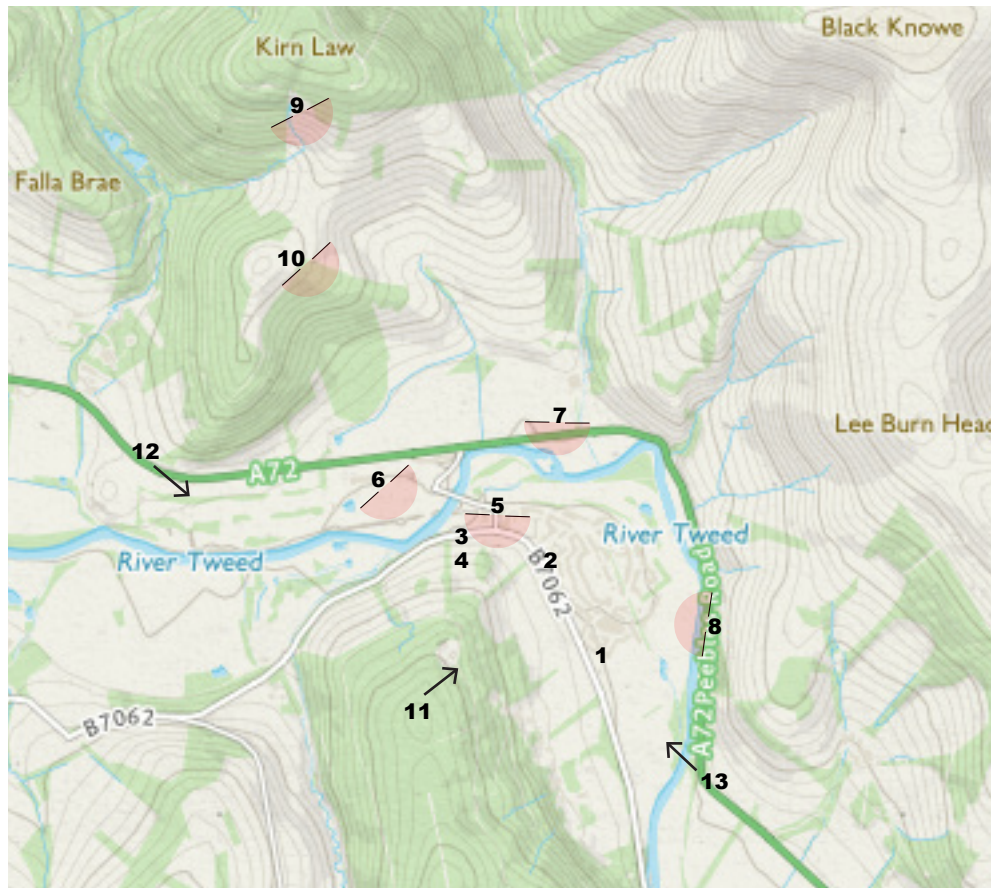 Black Knowe
Kirn Law
9
Falla Brae
10
7
Lee Burn Head
12
A72
6
5
3
River Tweed
4
2
River Tweed
B7062
8
1
A72 Peebles Road
11
B7062
13